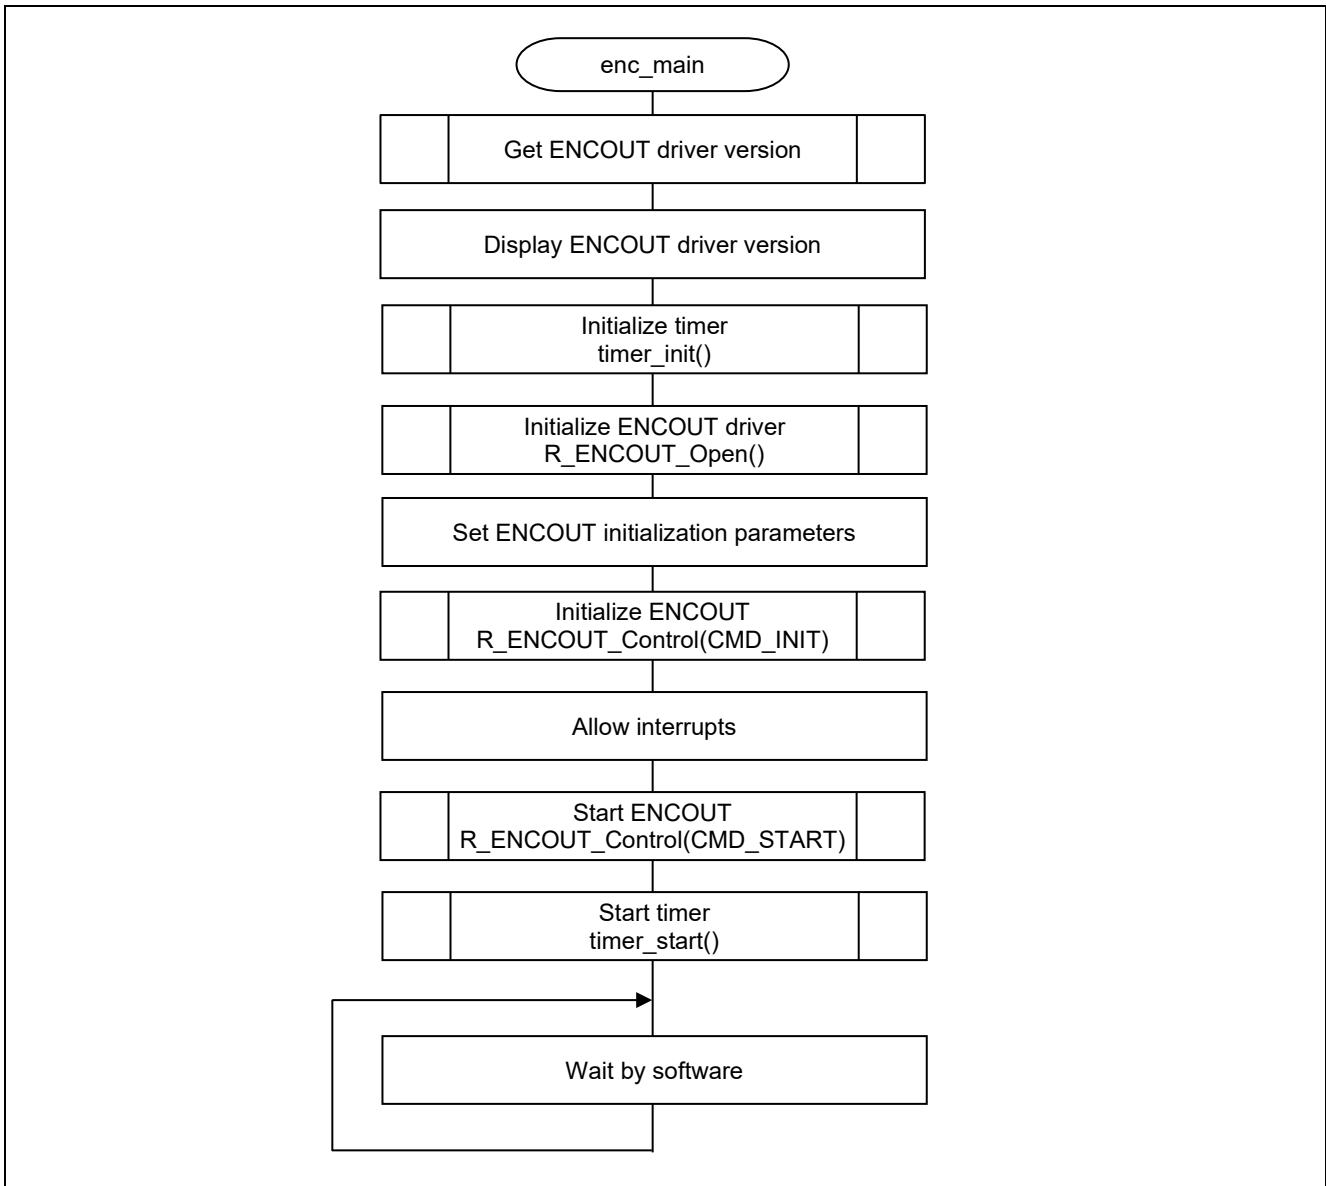 enc_main
Get ENCOUT driver version
Display ENCOUT driver version
Initialize timer
timer_init()
Initialize ENCOUT driver
R_ENCOUT_Open()
Set ENCOUT initialization parameters
Initialize ENCOUT
R_ENCOUT_Control(CMD_INIT)
Allow interrupts
Start ENCOUT
R_ENCOUT_Control(CMD_START)
Start timer
timer_start()
Wait by software